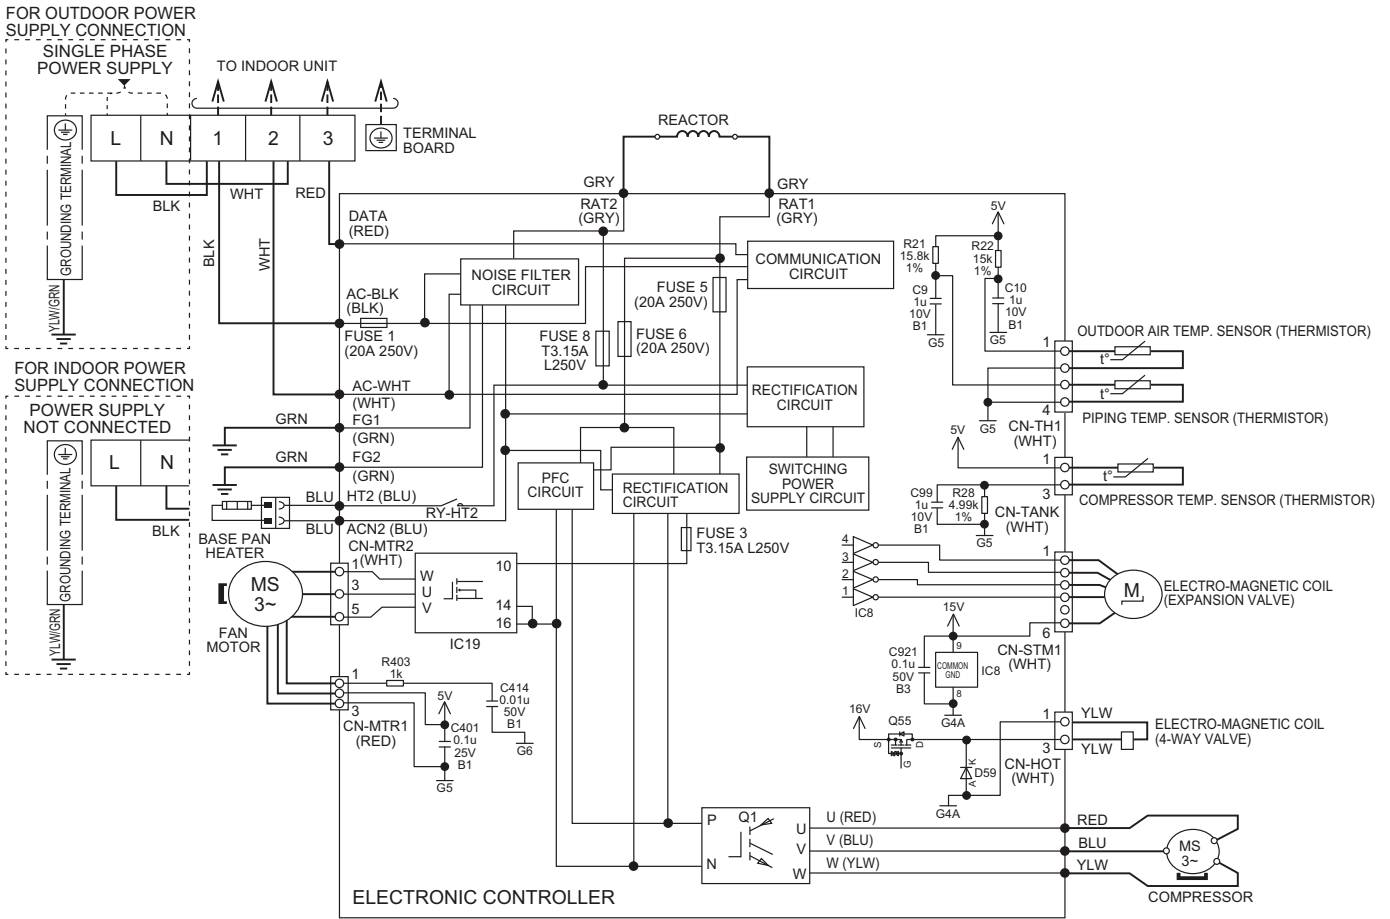 FOR OUTDOOR POWER
SUPPLY CONNECTION
SINGLE PHASE
POWER SUPPLY
TO INDOOR UNIT
GROUNDING TERMINAL
L
N
1
2
3
TERMINAL
BOARD
WHT
RED
BLK
BLK
WHT
YLW/GRN
REACTOR
GRY
GRY
RAT2
(GRY)
RAT1
(GRY)
DATA
(RED)
NOISE FILTER
CIRCUIT
COMMUNICATION
CIRCUIT
AC-BLK
(BLK)
FUSE 1
(20A 250V)
FUSE 5
(20A 250V)
FUSE 8
T3.15A
L250V
FUSE 6
(20A 250V)
5V
R21
15.8k
1%
R22
15k
1%
C9
1u
10V
B1
C10
1u
10V
B1
G5
G5
OUTDOOR AIR TEMP. SENSOR (THERMISTOR)
1
t°
t°
4
G5
CN-TH1
(WHT)
PIPING TEMP. SENSOR (THERMISTOR)
FOR INDOOR POWER
SUPPLY CONNECTION
POWER SUPPLY
NOT CONNECTED
GROUNDING TERMINAL
L
N
BLK
YLW/GRN
AC-WHT
(WHT)
GRN
FG1
(GRN)
GRN
FG2
(GRN)
BLU
HT2 (BLU)
RY-HT2
BLU
ACN2 (BLU)
BASE PAN
HEATER
RECTIFICATION
CIRCUIT
SWITCHING
POWER
SUPPLY CIRCUIT
PFC
CIRCUIT
RECTIFICATION
CIRCUIT
FUSE 3
T3.15A L250V
5V
1
t°
3
COMPRESSOR TEMP. SENSOR (THERMISTOR)
C99
1u
10V
B1
R28
4.99k
1%
G5
CN-TANK
(WHT)
CN-MTR2
(WHT)
1
3
5
MS
3~
FAN
MOTOR
W
U
V
10
14
16
IC19
4
3
2
1
IC8
1
6
M
ELECTRO-MAGNETIC COIL
(EXPANSION VALVE)
15V
C921
0.1u
50V
B3
9
COMMON
GND
8
IC8
G4A
CN-STM1
(WHT)
1
3
CN-MTR1
(RED)
R403
1k
5V
C401
0.1u
25V
B1
G5
C414
0.01u
50V
B1
G6
16V
Q55
S
D
G
K
D59
A
G4A
1
3
YLW
YLW
CN-HOT
(WHT)
ELECTRO-MAGNETIC COIL
(4-WAY VALVE)
P
N
Q1
U
V
W
U (RED)
V (BLU)
W (YLW)
RED
BLU
YLW
MS
3~
COMPRESSOR
ELECTRONIC CONTROLLER